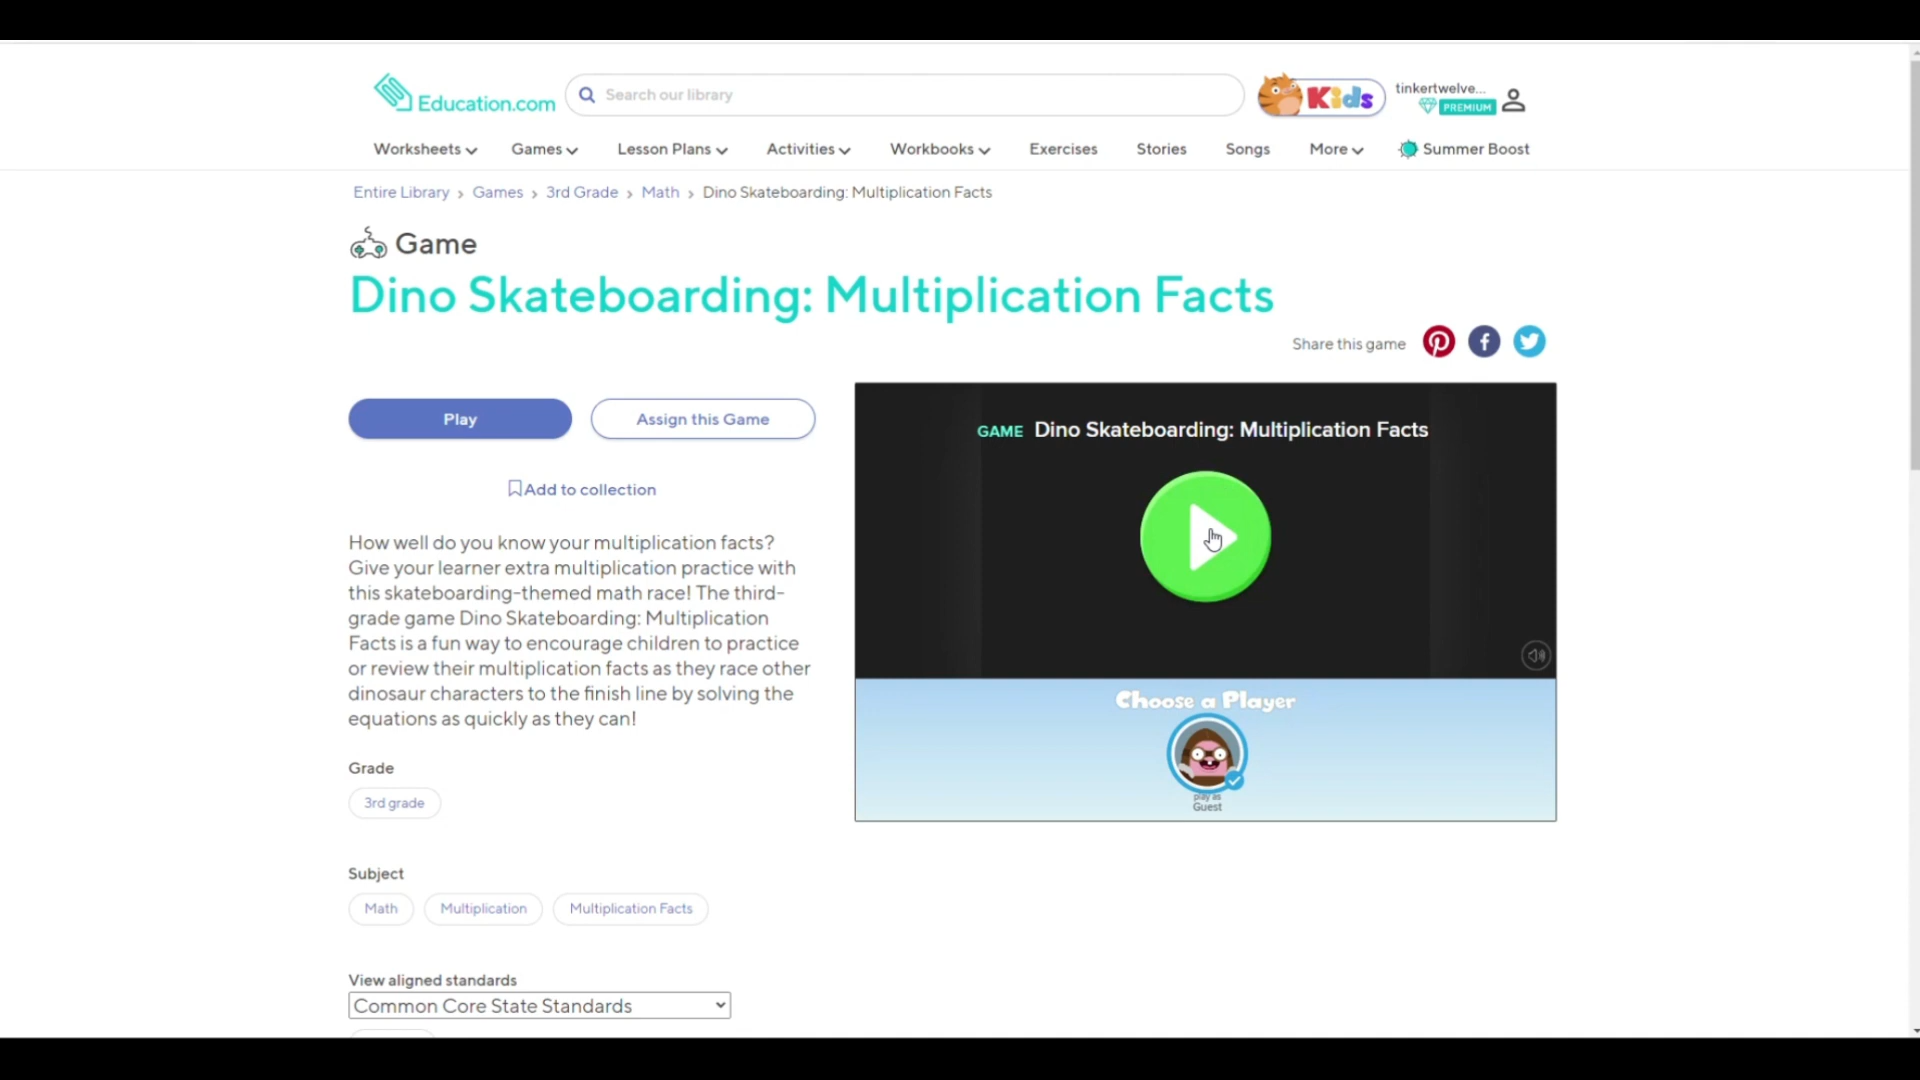 Education.com
Search our library
Kids
tinkertwelve...
PREMIUM
Worksheets
Games
Lesson Plans
Activities
Workbooks
Exercises
Stories
Songs
More
Summer Boost
Entire Library > Games > 3rd Grade > Math > Dino Skateboarding: Multiplication Facts
Game
Dino Skateboarding: Multiplication Facts
Share this game
Play
Assign this Game
Add to collection
How well do you know your multiplication facts?
Give your learner extra multiplication practice with
this skateboarding-themed math race! The third-
grade game Dino Skateboarding: Multiplication
Facts is a fun way to encourage children to practice
or review their multiplication facts as they race other
dinosaur characters to the finish line by solving the
equations as quickly as they can!
Grade
3rd grade
Subject
Math
Multiplication
Multiplication Facts
View aligned standards
Common Core State Standards
GAME Dino Skateboarding: Multiplication Facts
Choose a Player
play as
Guest